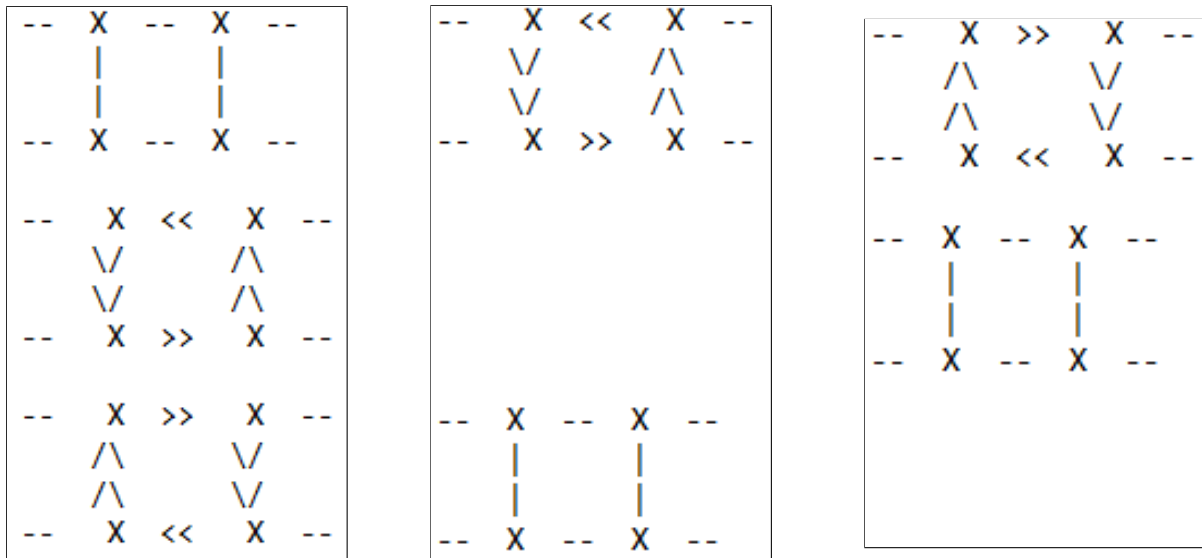 -- X -- X --
| |
| |
-- X -- X --
-- X << X --
\/ /\
\/ /\
-- X >> X --
-- X >> X --
/\ \/
/\ \/
-- X << X --
-- X << X --
\/ /\
\/ /\
-- X >> X --
-- X -- X --
| |
| |
-- X -- X --
-- X >> X --
/\ \/
/\ \/
-- X << X --
-- X -- X --
| |
| |
-- X -- X --